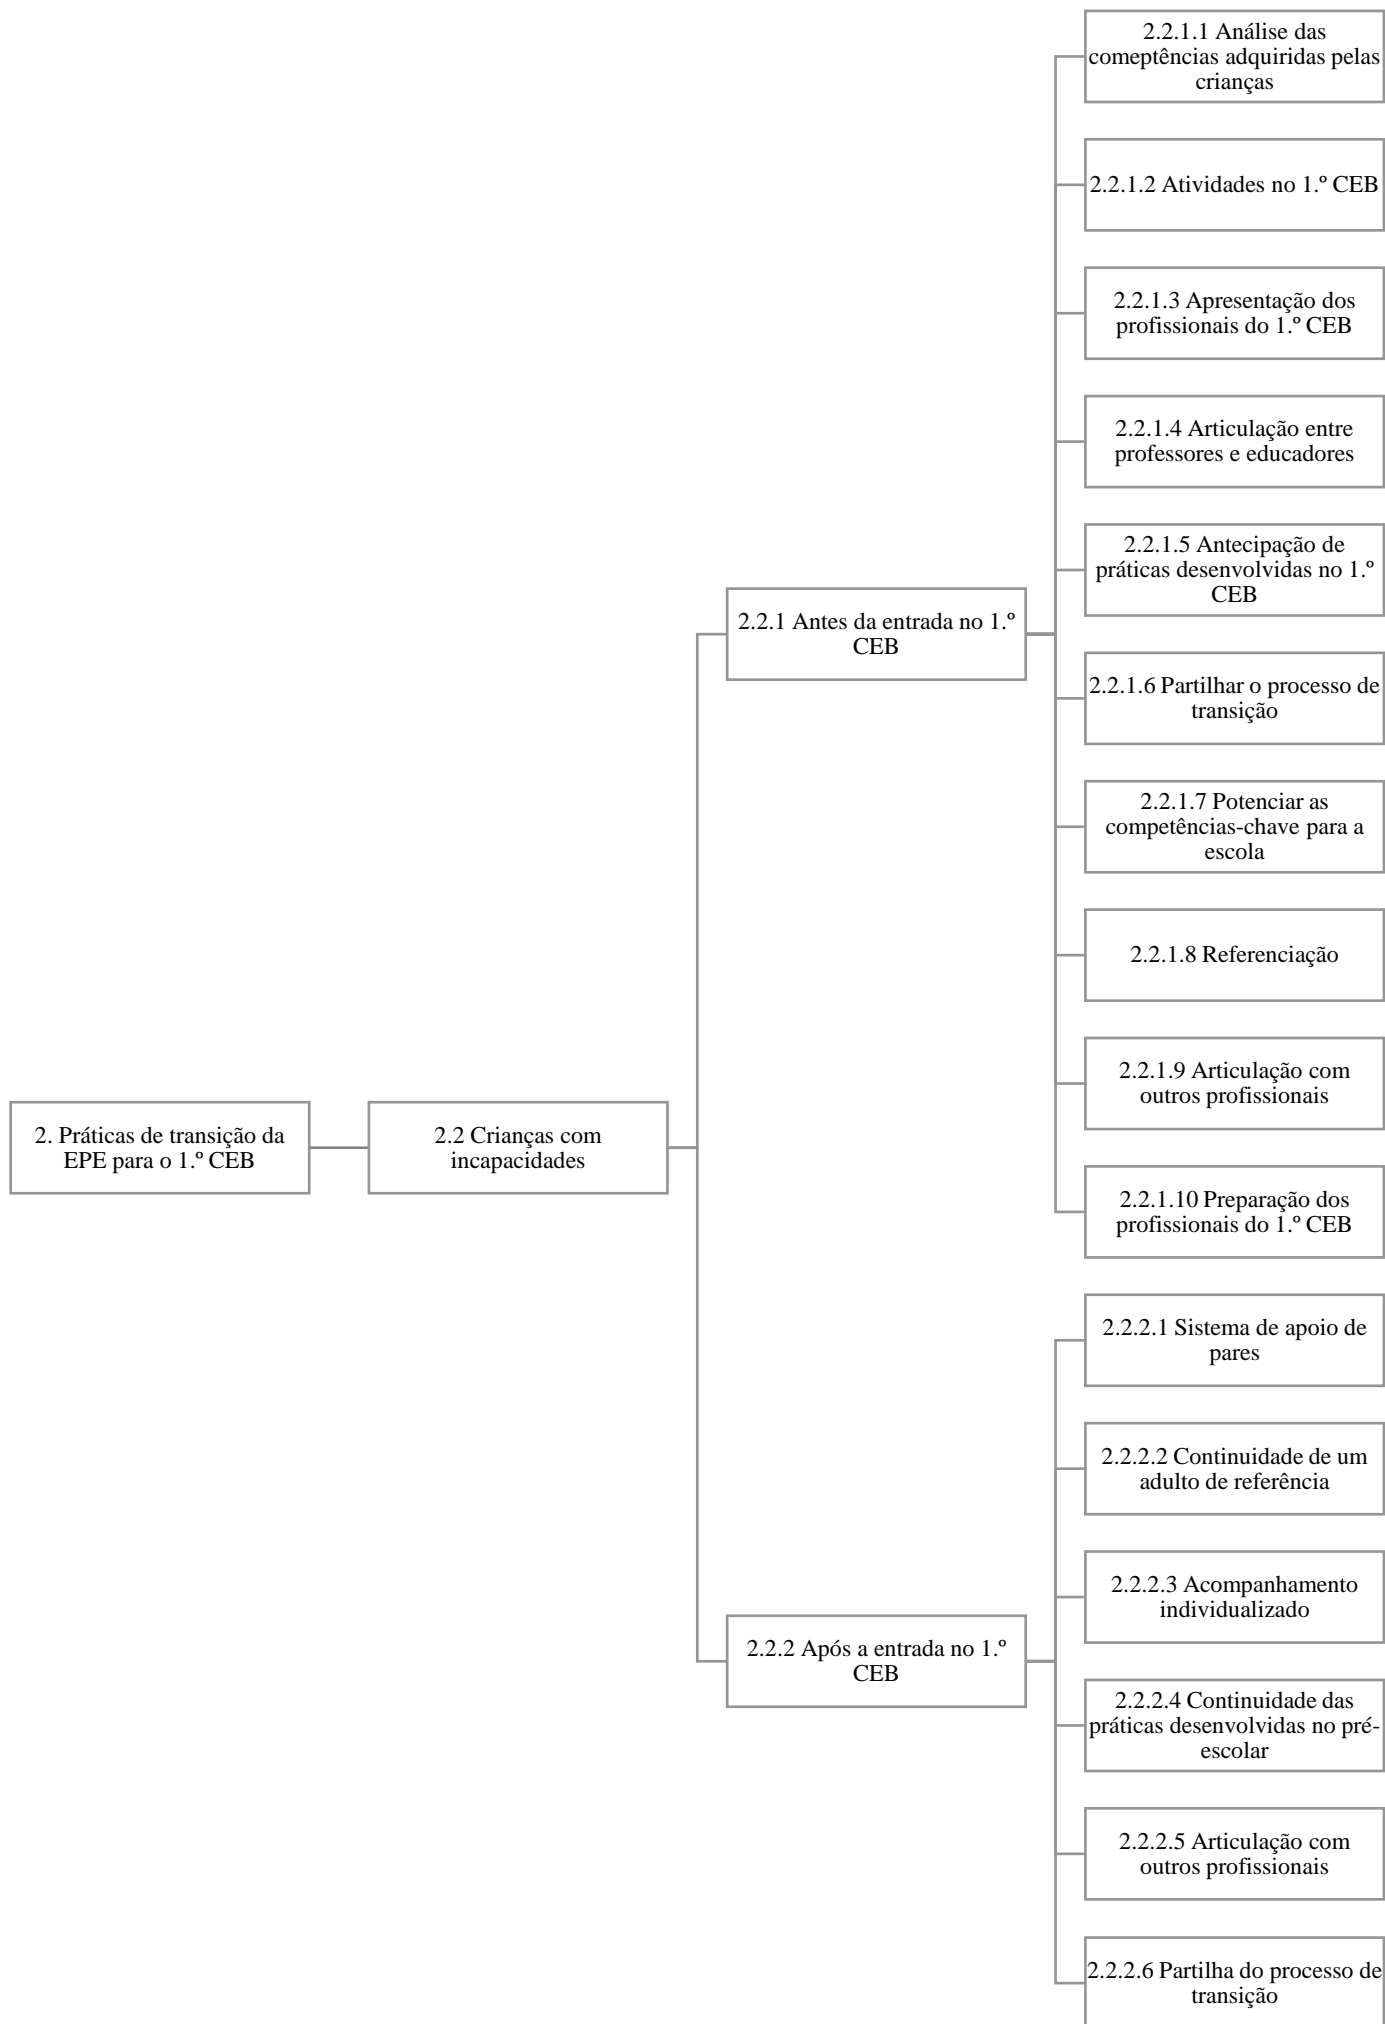 2. Práticas de transição da
EPE para o 1.º CEB
2.2 Crianças com
incapacidades
2.2.1 Antes da entrada no 1.º
CEB
2.2.1.1 Análise das
comeptências adquiridas pelas
crianças
2.2.1.2 Atividades no 1.º CEB
2.2.1.3 Apresentação dos
profissionais do 1.º CEB
2.2.1.4 Articulação entre
professores e educadores
2.2.1.5 Antecipação de
práticas desenvolvidas no 1.º
CEB
2.2.1.6 Partilhar o processo de
transição
2.2.1.7 Potenciar as
competências-chave para a
escola
2.2.1.8 Referenciação
2.2.1.9 Articulação com
outros profissionais
2.2.1.10 Preparação dos
profissionais do 1.º CEB
2.2.2 Após a entrada no 1.º
CEB
2.2.2.1 Sistema de apoio de
pares
2.2.2.2 Continuidade de um
adulto de referência
2.2.2.3 Acompanhamento
individualizado
2.2.2.4 Continuidade das
práticas desenvolvidas no pré-
escolar
2.2.2.5 Articulação com
outros profissionais
2.2.2.6 Partilha do processo de
transição